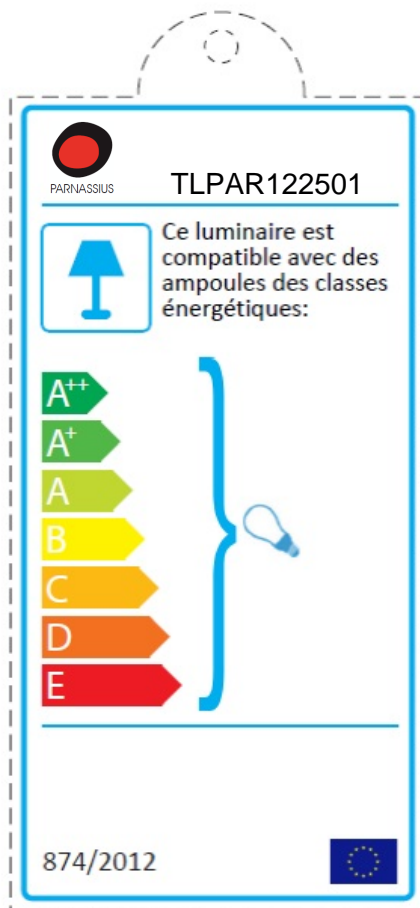 PARNASSIUS
TLPAR122501
Ce luminaire est
compatible avec des
ampoules des classes
énergétiques:
A++
A+
A
B
C
D
E
874/2012